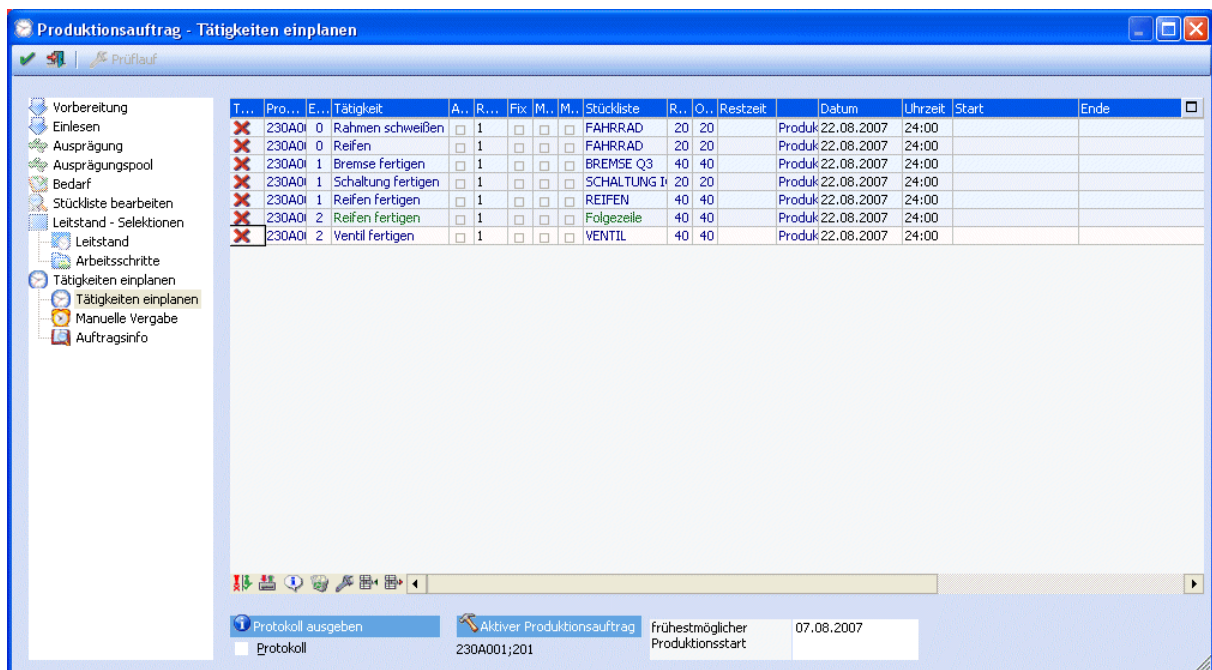 Produktionsauftrag - Tätigkeiten einplanen
Prüflauf
Vorbereitung
Einlesen
Ausprägung
Ausprägungspool
Bedarf
Stückliste bearbeiten
Leitstand - Selektionen
Leitstand
Arbeitsschritte
Tätigkeiten einplanen
Tätigkeiten einplanen
Manuelle Vergabe
Auftragsinfo
T... Pro... E... Tätigkeit A.. R... Fix M.. M.. Stückliste R.. O.. Restzeit Datum Uhrzeit Start Ende
230A0 0 Rahmen schweißen 1 FAHRRAD 20 20 Produk 22.08.2007 24:00
230A0 0 Reifen 1 FAHRRAD 20 20 Produk 22.08.2007 24:00
230A0 1 Bremse fertigen 1 BREMSE Q3 40 40 Produk 22.08.2007 24:00
230A0 1 Schaltung fertigen 1 SCHALTUNG 20 20 Produk 22.08.2007 24:00
230A0 1 Reifen fertigen 1 REIFEN 40 40 Produk 22.08.2007 24:00
230A0 2 Reifen fertigen 1 Folgezeile 40 40 Produk 22.08.2007 24:00
230A0 2 Ventil fertigen 1 VENTIL 40 40 Produk 22.08.2007 24:00
Protokoll ausgeben
Protokoll
Aktiver Produktionsauftrag
230A001;201
frühestmöglicher
Produktionsstart
07.08.2007